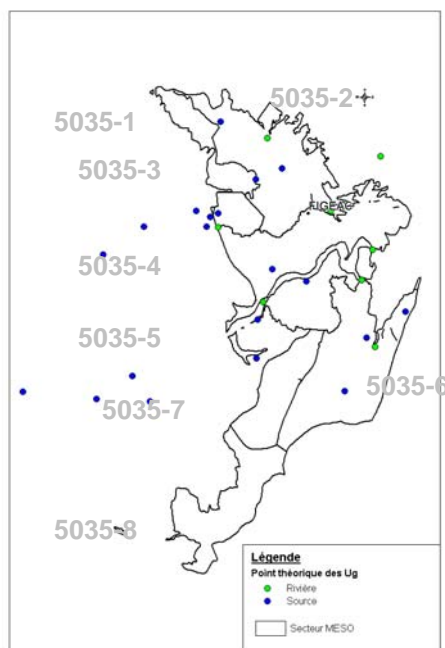 5035-2
5035-1
5035-3
FIGEAC
5035-4
5035-5
5035-6
5035-7
5035-8
Légende
Point théorique des Ug
Rivière
Source
Secteur MESO